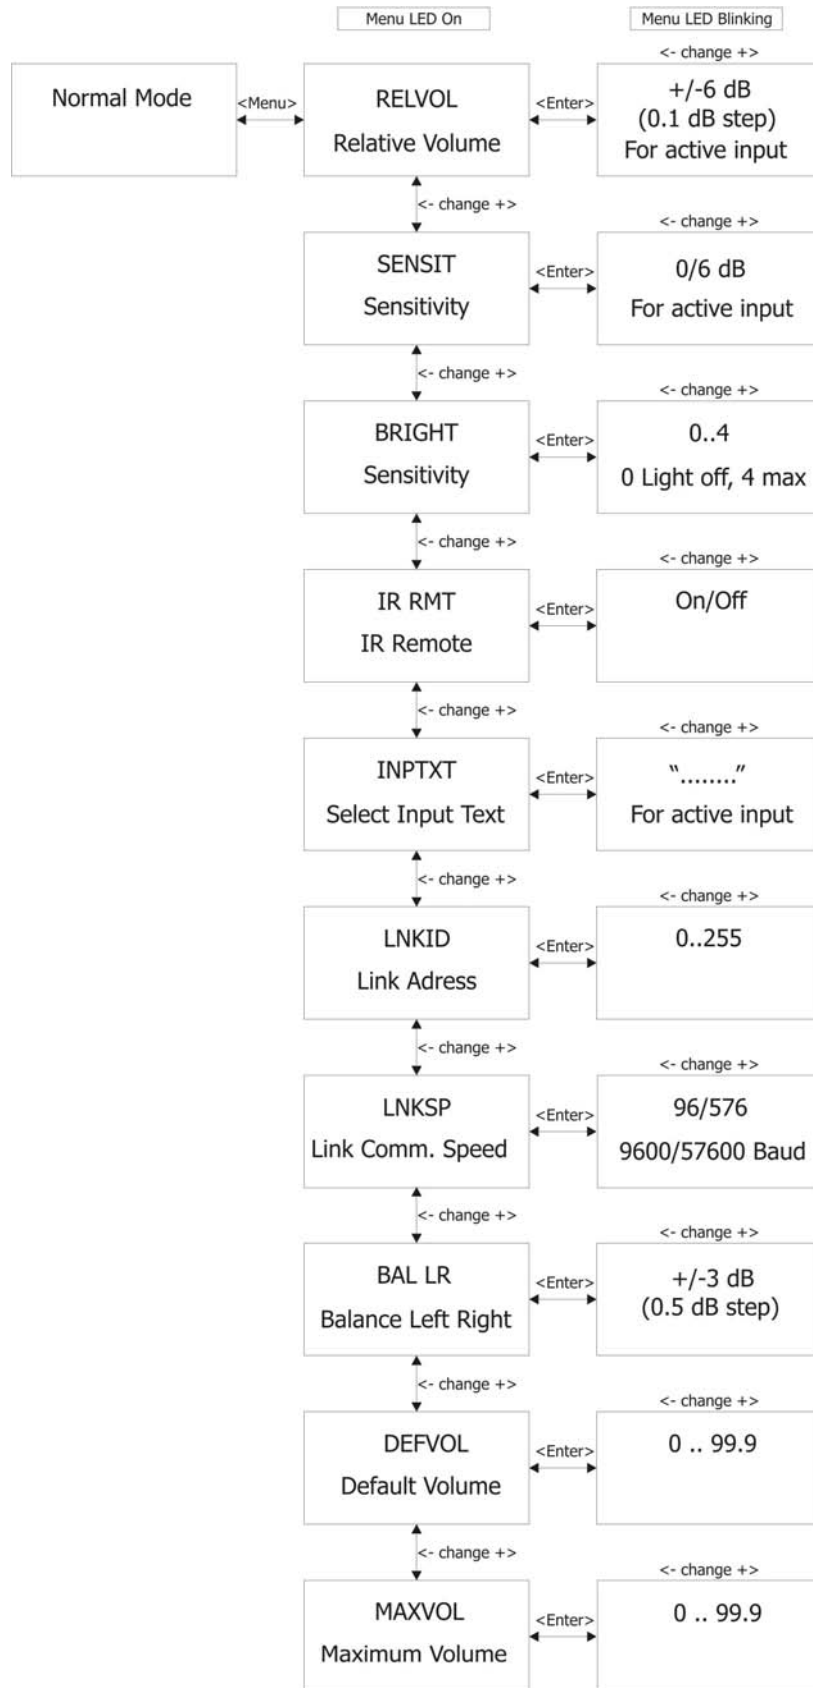 Menu LED On
Menu LED Blinking
<- change +>
Normal Mode
<Menu>
RELVOL
Relative Volume
<Enter>
+/-6 dB
(0.1 dB step)
For active input
<- change +>
<- change +>
SENSIT
Sensitivity
<Enter>
0/6 dB
For active input
<- change +>
<- change +>
BRIGHT
Sensitivity
<Enter>
0..4
0 Light off, 4 max
<- change +>
<- change +>
IR RMT
IR Remote
<Enter>
On/Off
<- change +>
<- change +>
INPTXT
Select Input Text
<Enter>
“........”
For active input
<- change +>
<- change +>
LNKID
Link Adress
<Enter>
0..255
<- change +>
<- change +>
LNKSP
Link Comm. Speed
<Enter>
96/576
9600/57600 Baud
<- change +>
<- change +>
BAL LR
Balance Left Right
<Enter>
+/-3 dB
(0.5 dB step)
<- change +>
<- change +>
DEFVOL
Default Volume
<Enter>
0 .. 99.9
<- change +>
<- change +>
MAXVOL
Maximum Volume
<Enter>
0 .. 99.9